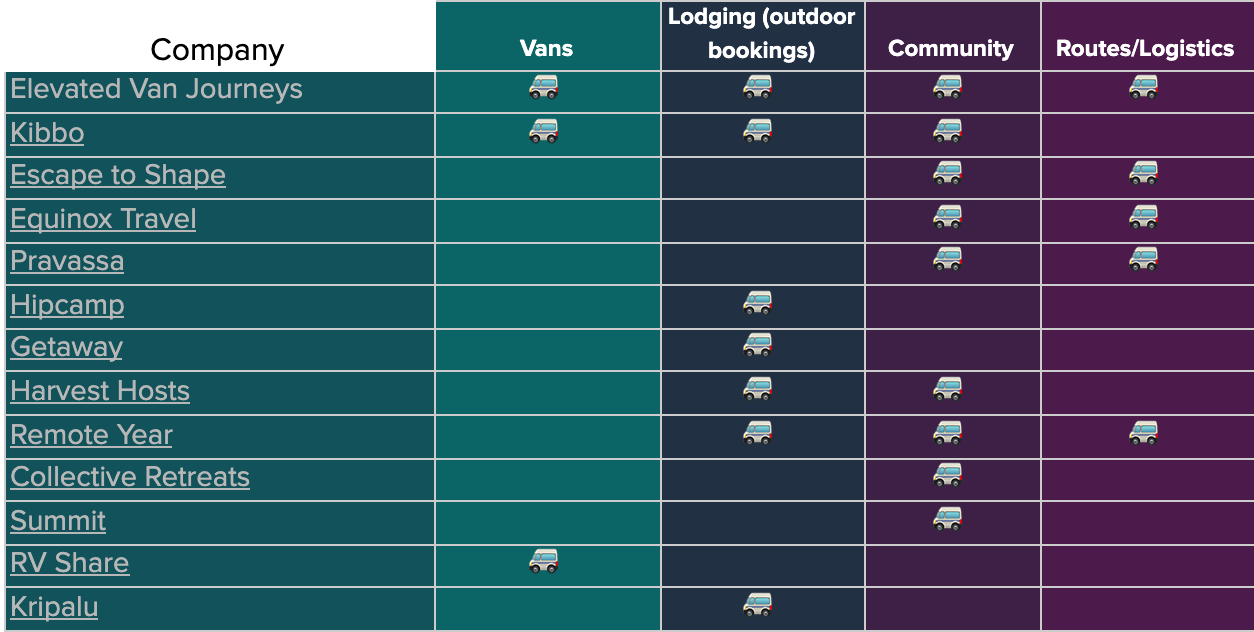 Company
Vans
Lodging (outdoor
bookings)
Community
Routes/Logistics
Elevated Van Journeys
Kibbo
Escape to Shape
Equinox Travel
Pravassa
Hipcamp
Getaway
Harvest Hosts
Remote Year
Collective Retreats
Summit
RV Share
Kripalu